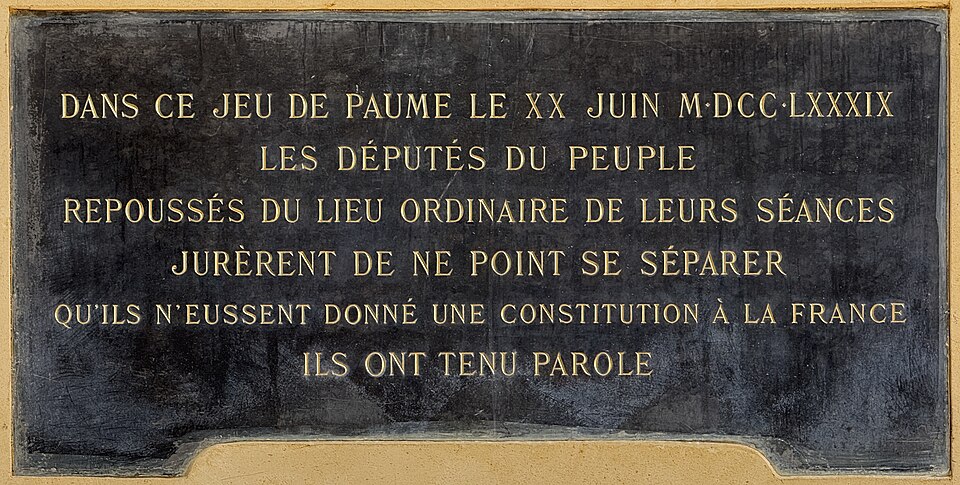 DANS CE JEU DE PAUME LE XX JUIN M·DCC·LXXXIX
LES DÉPUTÉS DU PEUPLE
REPOUSSÉS DU LIEU ORDINAIRE DE LEURS SÉANCES
JURÈRENT DE NE POINT SE SÉPARER
QU'ILS N'EUSSENT DONNÉ UNE CONSTITUTION À LA FRANCE
ILS ONT TENU PAROLE